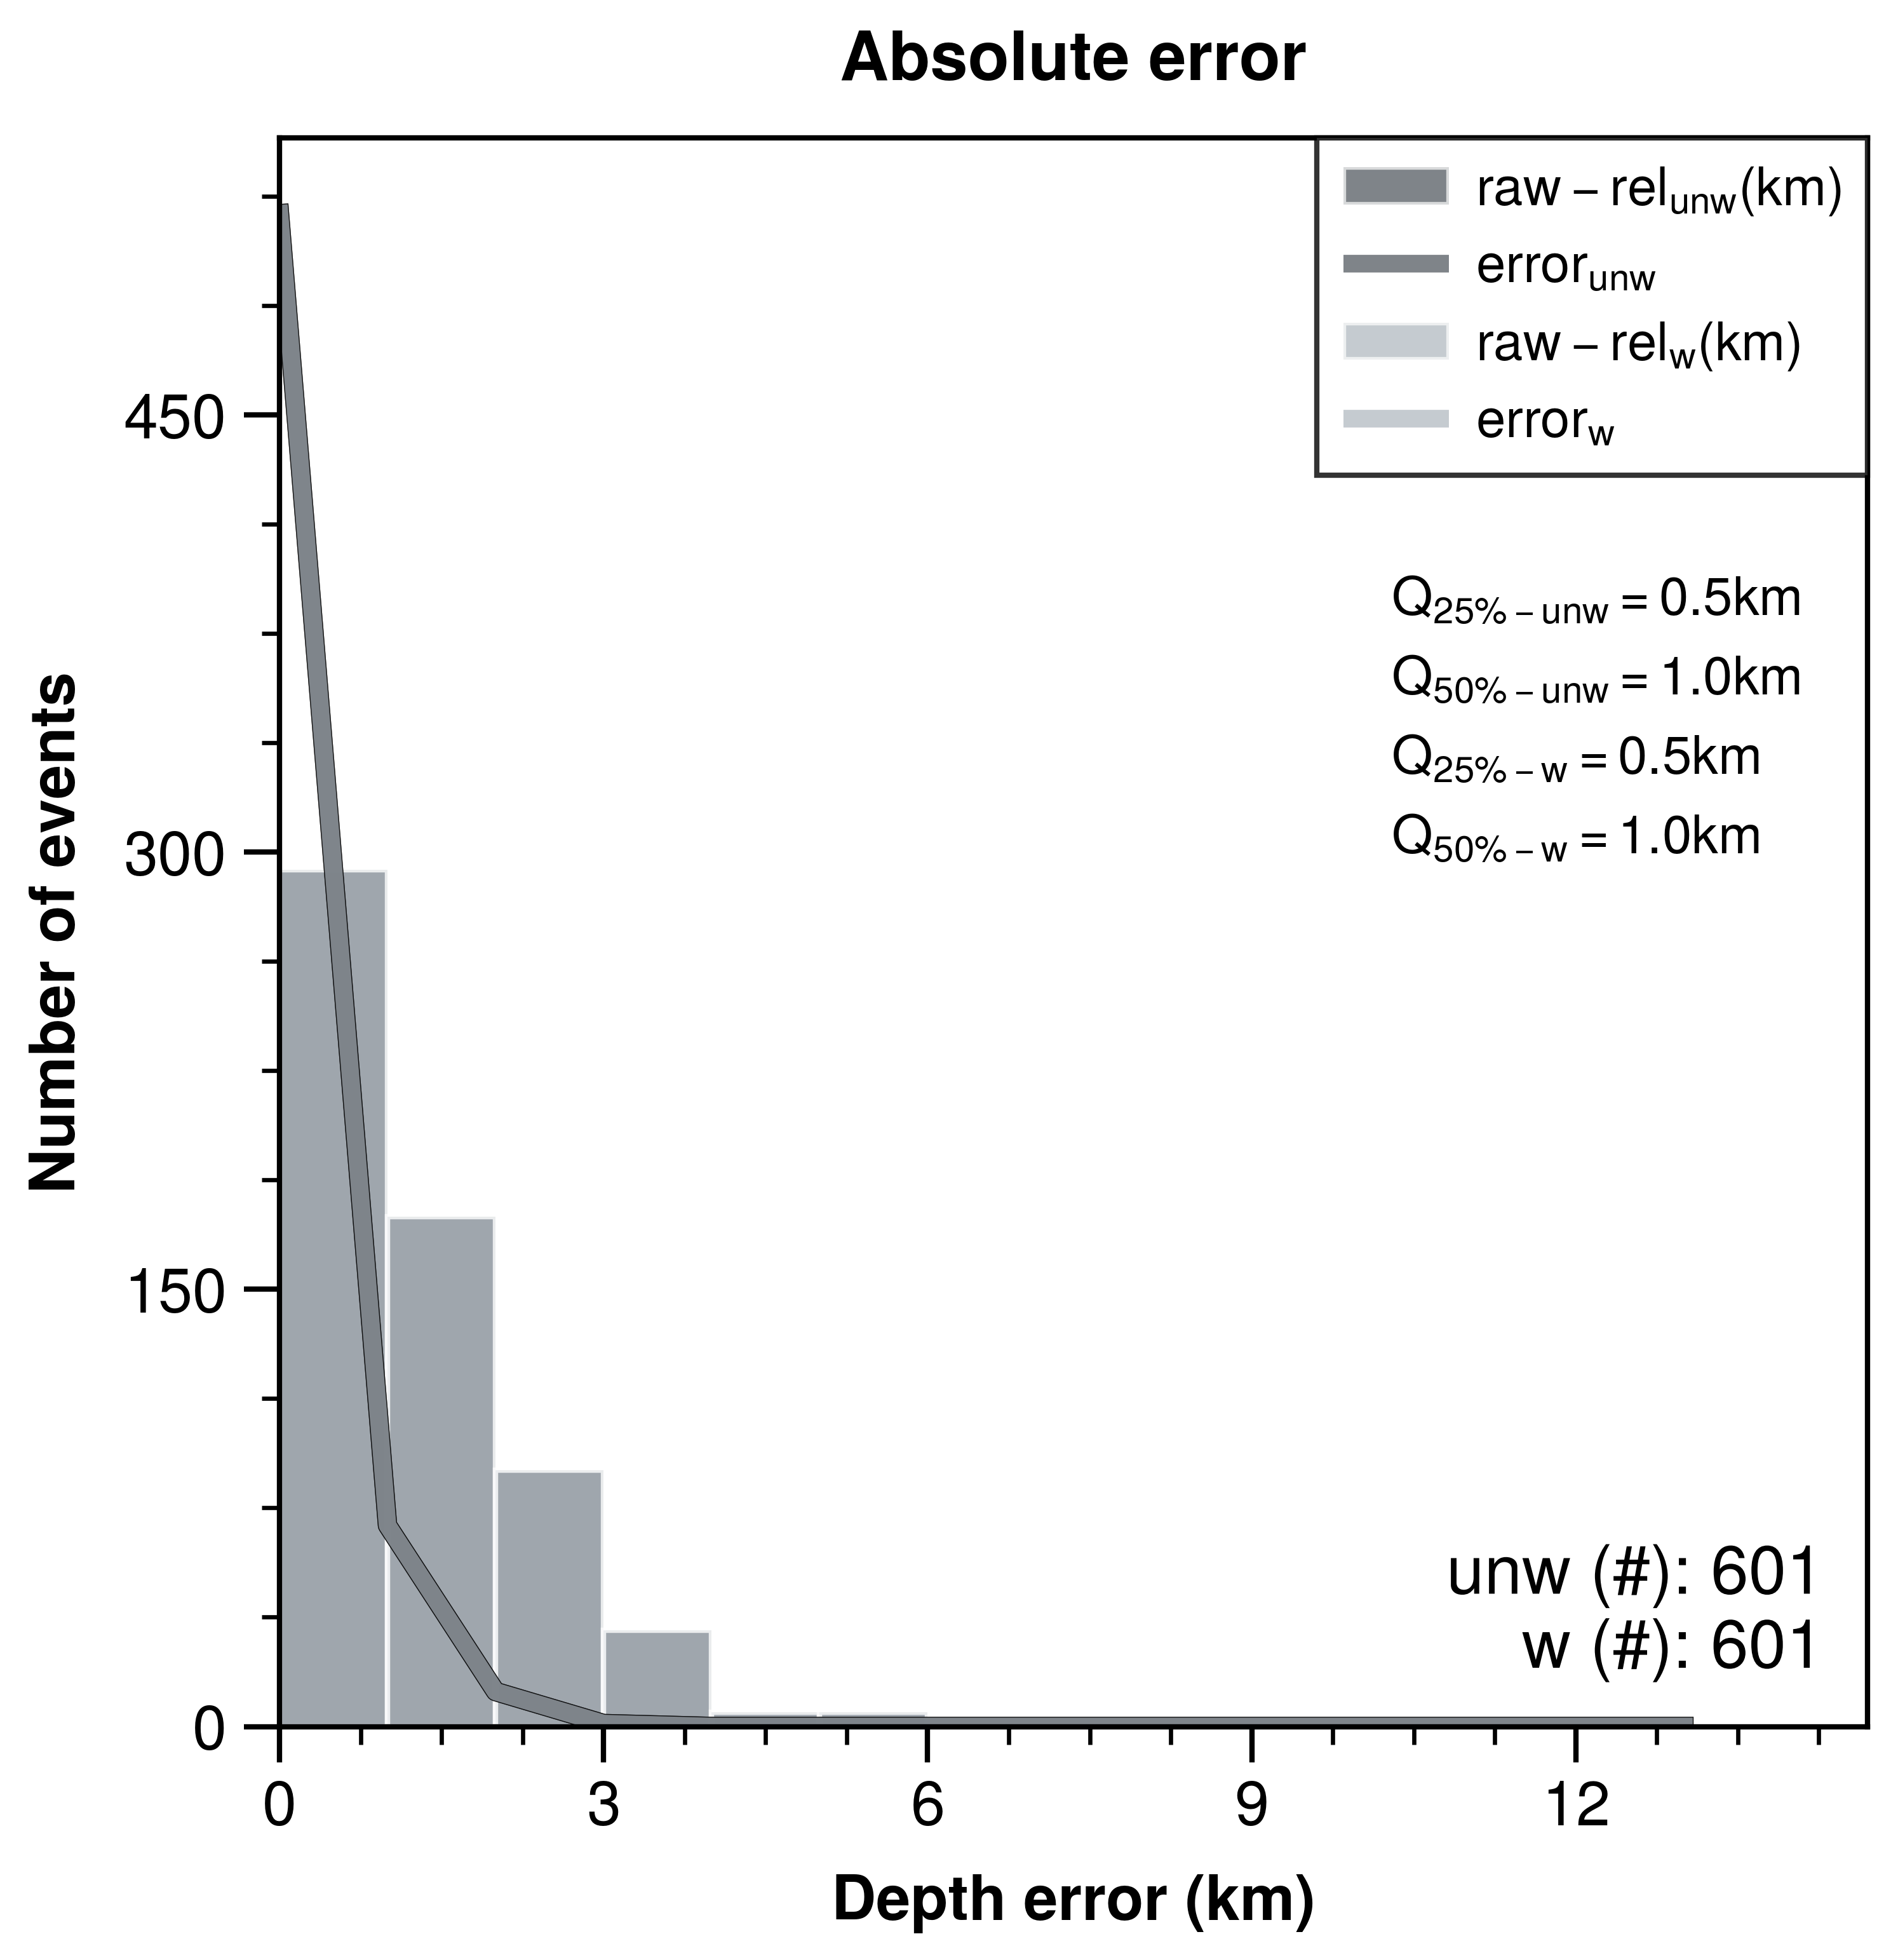 Absolute error
raw – relunw(km)
errorunw
raw – relw(km)
errorw
Q25% – unw = 0.5km
Q50% – unw = 1.0km
Q25% – w = 0.5km
Q50% – w = 1.0km
450
300
150
0
Number of events
unw (#): 601
w (#): 601
0 3 6 9 12
Depth error (km)